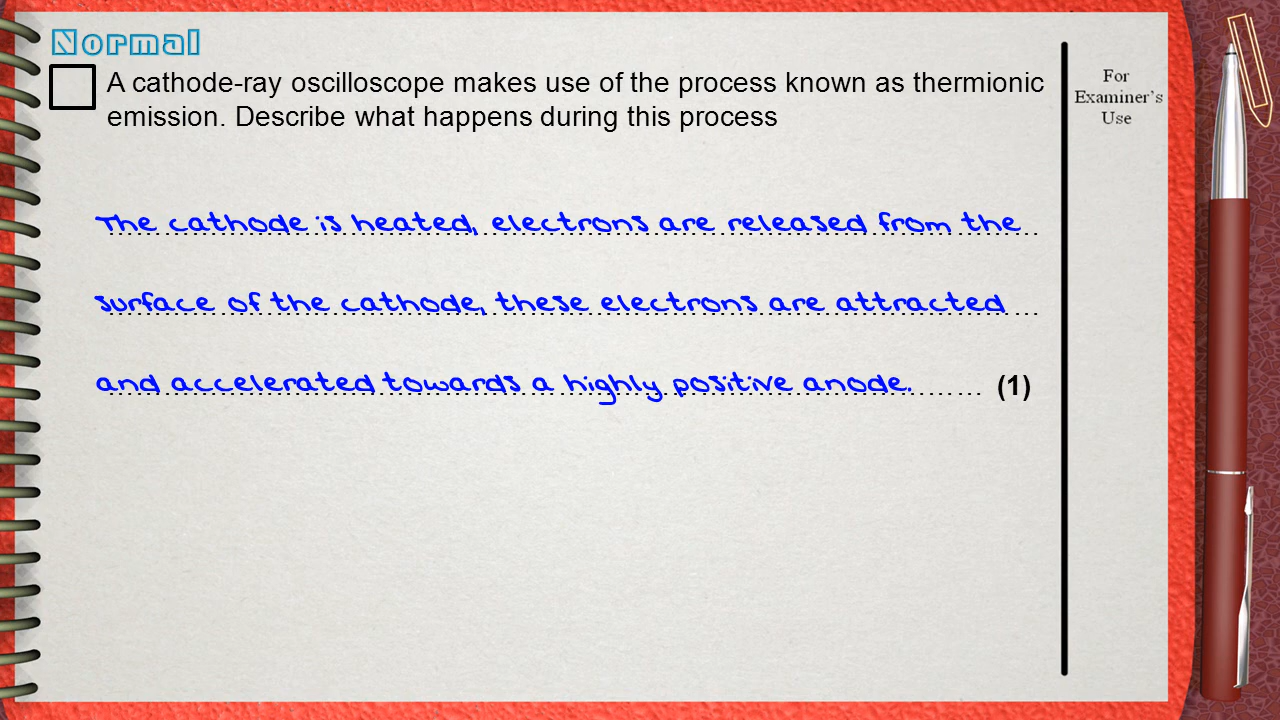 Normal
A cathode-ray oscilloscope makes use of the process known as thermionic
emission. Describe what happens during this process
For
Examiner's
Use
The cathode is heated, electrons are released from the
surface of the cathode, these electrons are attracted
and accelerated towards a highly positive anode. (1)